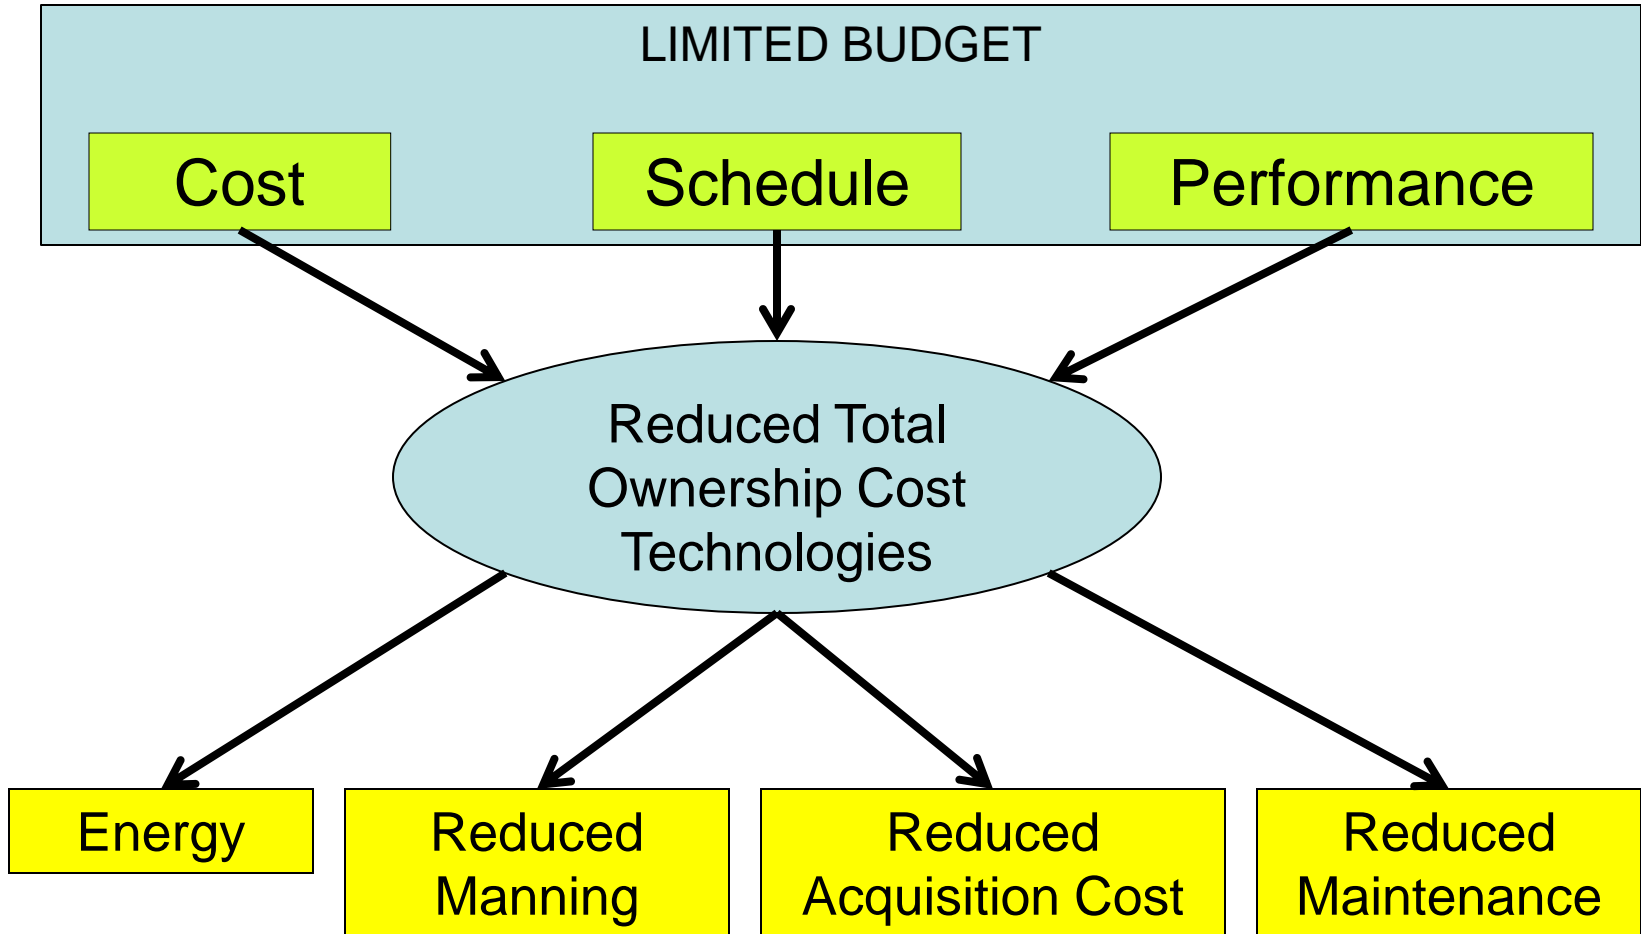 LIMITED BUDGET
Cost
Schedule
Performance
Reduced Total
Ownership Cost
Technologies
Energy
Reduced
Manning
Reduced
Acquisition Cost
Reduced
Maintenance